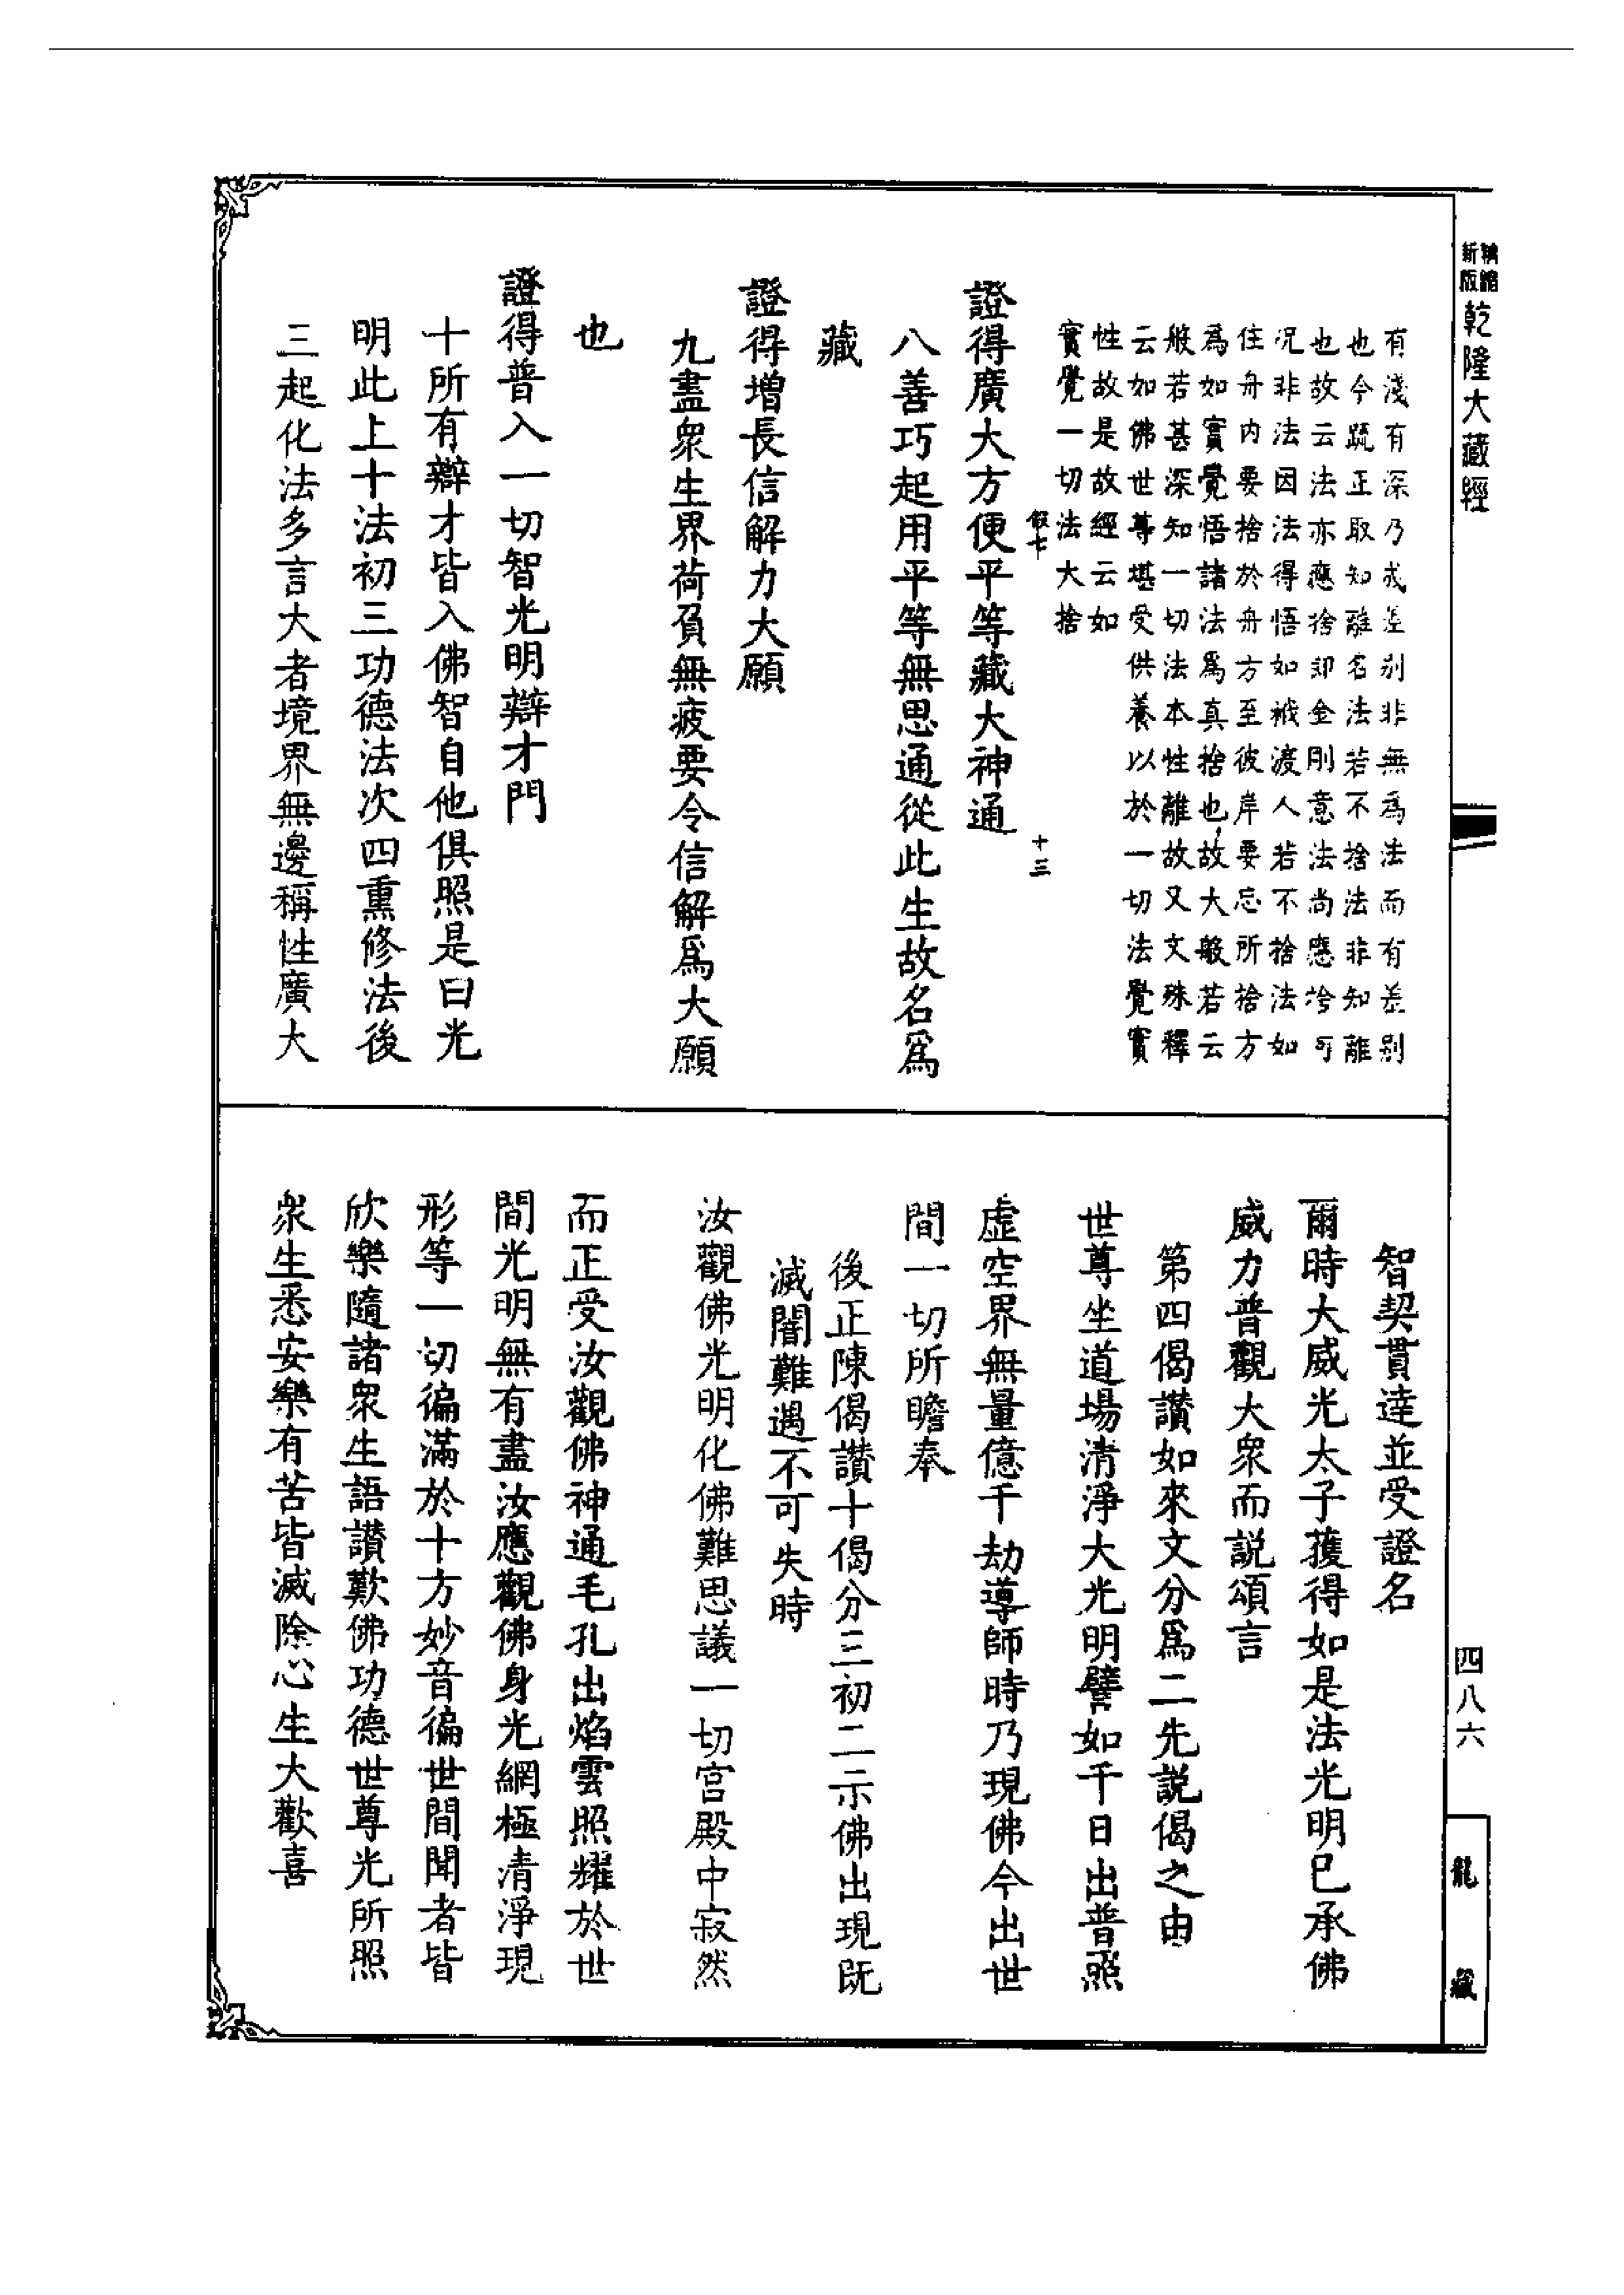 新版
精縮
乾隆大藏經
有淺有深乃成差别非無為法而有差别
也今疏正取知離名法若不捨法非知離
也故云法亦應捨即金剛意法尚應捨何
況非法因法得悟如栰渡人若不捨法如
住舟内要捨於舟方至彼岸要忘所捨方
為如實覺悟諸法爲真捨也故大般若云
般若甚深知一切法本性離故又文殊釋
云如佛世尊堪受供養以於一切法覺實
性故是故經云如
實覺一切法大捨
假七
十三
證得廣大方便平等藏大神通
八善巧起用平等無思通從此生故名爲
藏
證得增長信解力大願
九盡衆生界荷負無疲要令信解爲大願
也
證得普入一切智光明辯才門
十所有辯才皆入佛智自他俱照是曰光
明此上十法初三功德法次四熏修法後
三起化法多言大者境界無邊稱性廣大
智契貫達並受證名
爾時大威光太子獲得如是法光明已承佛
威力普觀大衆而說頌言
第四偈讃如來文分爲二先說偈之由
世尊坐道場清淨大光明譬如千日出普照
虚空界無量億千劫導師時乃現佛今出世
間一切所瞻奉
後正陳偈讃十偈分三初二示佛出現既
滅闇難遇不可失時
汝觀佛光明化佛難思議一切宫殿中寂然
而正受汝觀佛神通毛孔出焰雲照耀於世
間光明無有盡汝應觀佛身光網極清淨現
形等一切徧滿於十方妙音徧世間聞者皆
欣樂隨諸衆生語讃歎佛功德世尊光所照
衆生悉安樂有苦皆滅除心生大歡喜
四八六
龍藏